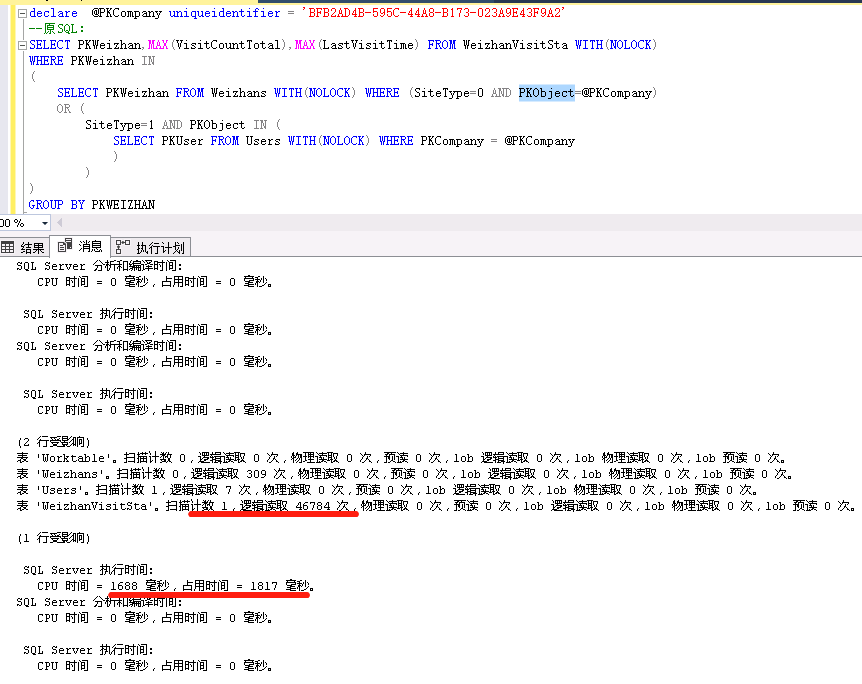 declare  @PKCompany uniqueidentifier = 'BFB2AD4B-595C-44A8-B173-023A9E43F9A2'
--原SQL:
SELECT PKWeizhan,MAX(VisitCountTotal),MAX(LastVisitTime) FROM WeizhanVisitSta WITH(NOLOCK)
WHERE PKWeizhan IN
(
SELECT PKWeizhan FROM Weizhans WITH(NOLOCK) WHERE (SiteType=0 AND PKObject=@PKCompany)
OR (
SiteType=1 AND PKObject IN (
SELECT PKUser FROM Users WITH(NOLOCK) WHERE PKCompany = @PKCompany
)
)
)
GROUP BY PKWEIZHAN
00 %
结果 消息 执行计划
SQL Server 分析和编译时间:
CPU 时间 = 0 毫秒，占用时间 = 0 毫秒。
SQL Server 执行时间:
CPU 时间 = 0 毫秒，占用时间 = 0 毫秒。
SQL Server 分析和编译时间:
CPU 时间 = 0 毫秒，占用时间 = 0 毫秒。
SQL Server 执行时间:
CPU 时间 = 0 毫秒，占用时间 = 0 毫秒。
(2 行受影响)
表 'Worktable'。扫描计数 0，逻辑读取 0 次，物理读取 0 次，预读 0 次，lob 逻辑读取 0 次，lob 物理读取 0 次，lob 预读 0 次。
表 'Weizhans'。扫描计数 0，逻辑读取 309 次，物理读取 0 次，预读 0 次，lob 逻辑读取 0 次，lob 物理读取 0 次，lob 预读 0 次。
表 'Users'。扫描计数 1，逻辑读取 7 次，物理读取 0 次，预读 0 次，lob 逻辑读取 0 次，lob 物理读取 0 次，lob 预读 0 次。
表 'WeizhanVisitSta'。扫描计数 1，逻辑读取 46784 次，物理读取 0 次，预读 0 次，lob 逻辑读取 0 次，lob 物理读取 0 次，lob 预读 0 次。
(1 行受影响)
SQL Server 执行时间:
CPU 时间 = 1688 毫秒，占用时间 = 1817 毫秒。
SQL Server 分析和编译时间:
CPU 时间 = 0 毫秒，占用时间 = 0 毫秒。
SQL Server 执行时间:
CPU 时间 = 0 毫秒，占用时间 = 0 毫秒。